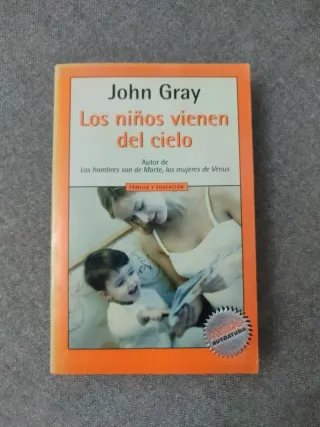 John Gray
Los niños vienen
del cielo
Autor de
Los hombres son de Marte, las mujeres de Venus
FAMILIA Y EDUCACIÓN
AUTOAYUDA